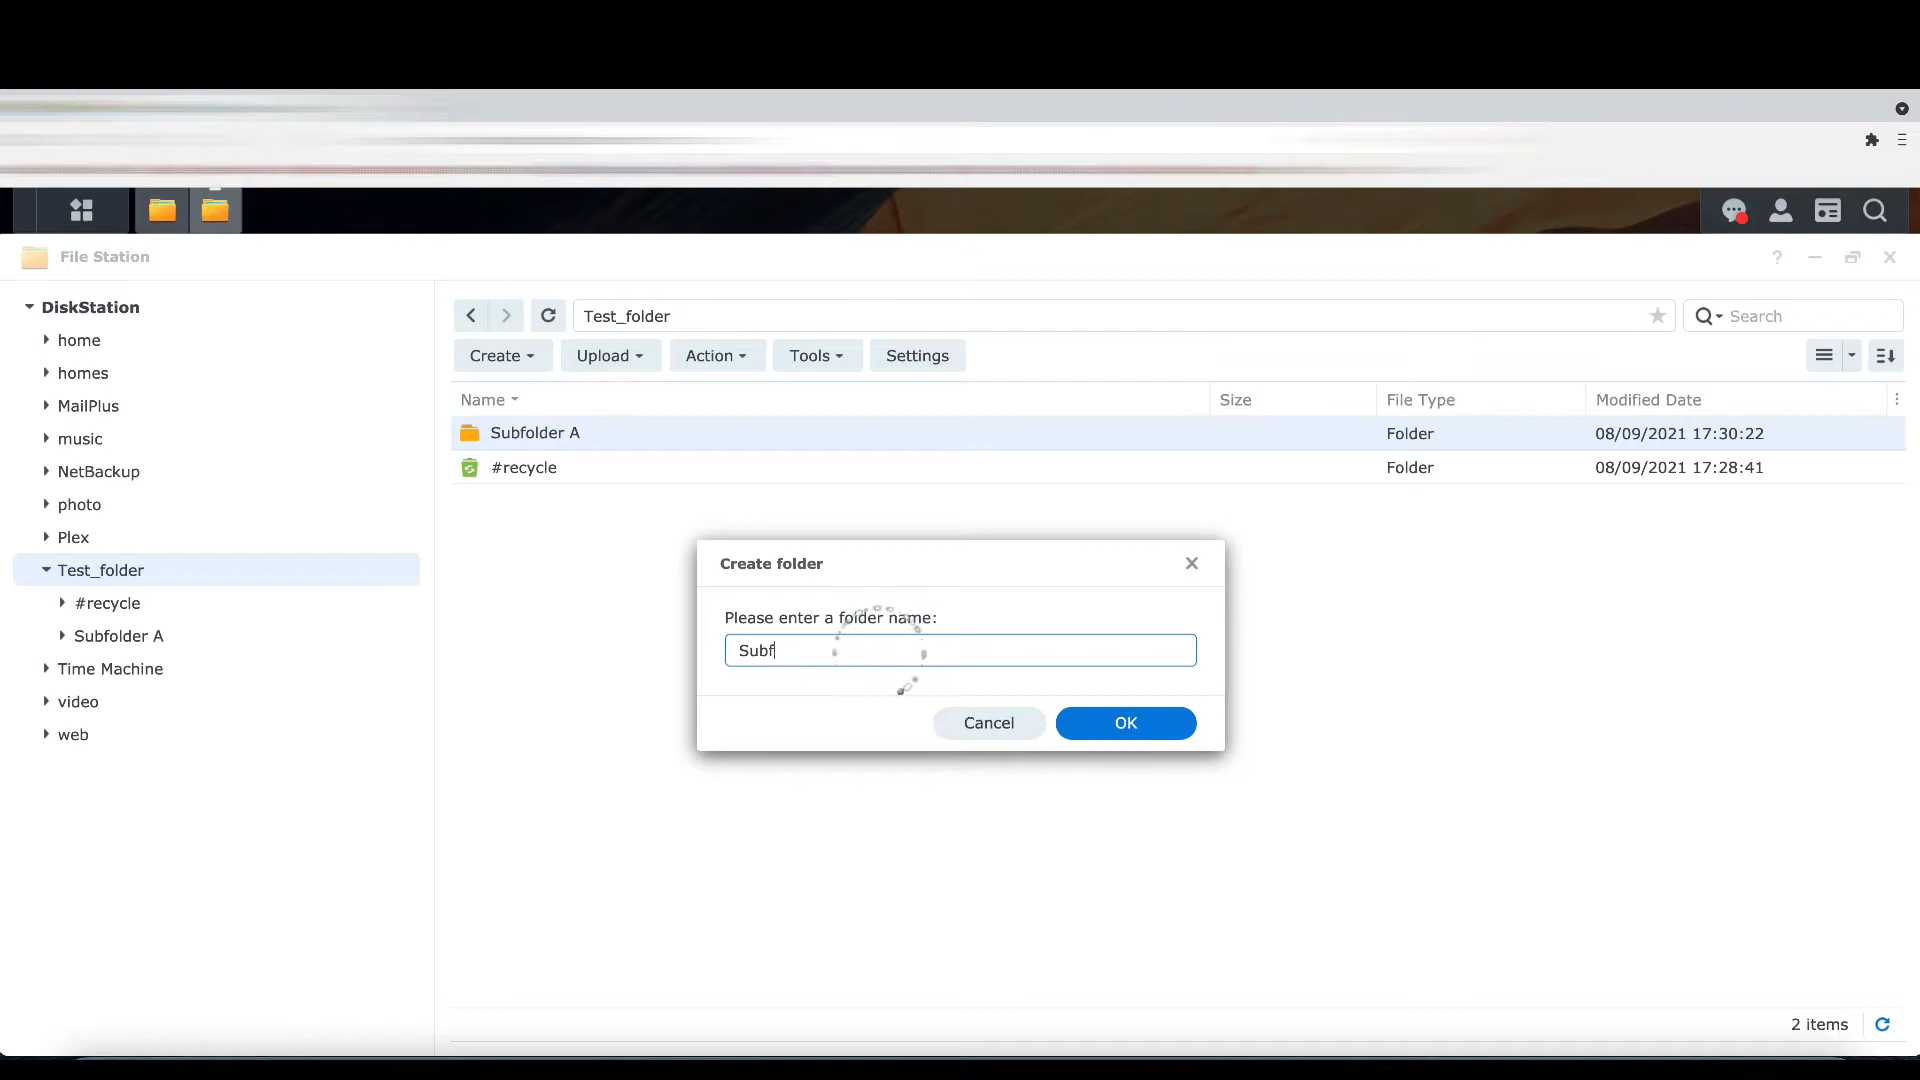 File Station
?
DiskStation
home
homes
MailPlus
music
NetBackup
photo
Plex
Test_folder
#recycle
Subfolder A
Time Machine
video
web
Test_folder
Search
Create
Upload
Action
Tools
Settings
Name Size File Type Modified Date
Subfolder A Folder 08/09/2021 17:30:22
#recycle Folder 08/09/2021 17:28:41
Create folder
Please enter a folder name:
Subf
Cancel
OK
2 items